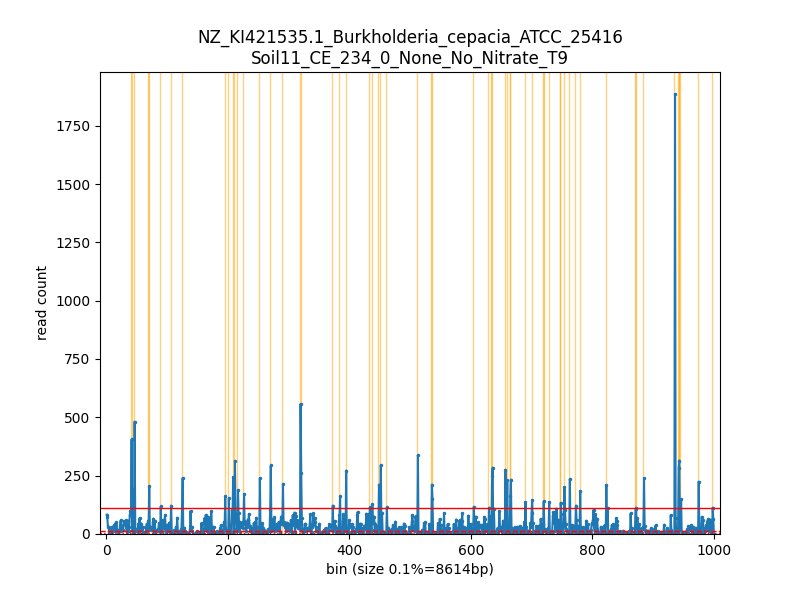 NZ_KI421535.1_Burkholderia_cepacia_ATCC_25416
Soil11_CE_234_0_None_No_Nitrate_T9
1750
1500
1250
1000
750
500
250
0
read count
0 200 400 600 800 1000
bin (size 0.1%=8614bp)